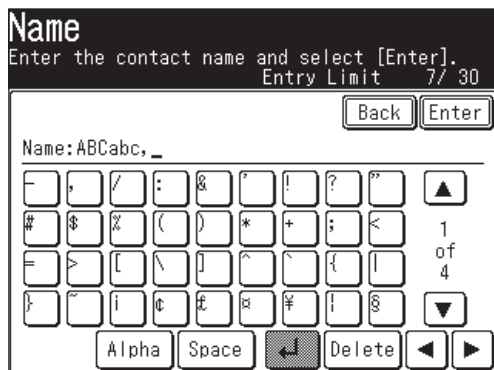 Name
Enter the contact name and select [Enter].
Entry Limit 7/ 30
Back Enter
Name:ABCabc,_
- , / : & ’ ! ? ”
# $ % ( ) * + ; <
= > [ \ ] ^ ` { |
} ~ ¡ ¢ £ ¤ ¥ ¦ §
1
of
4
Alpha Space Delete